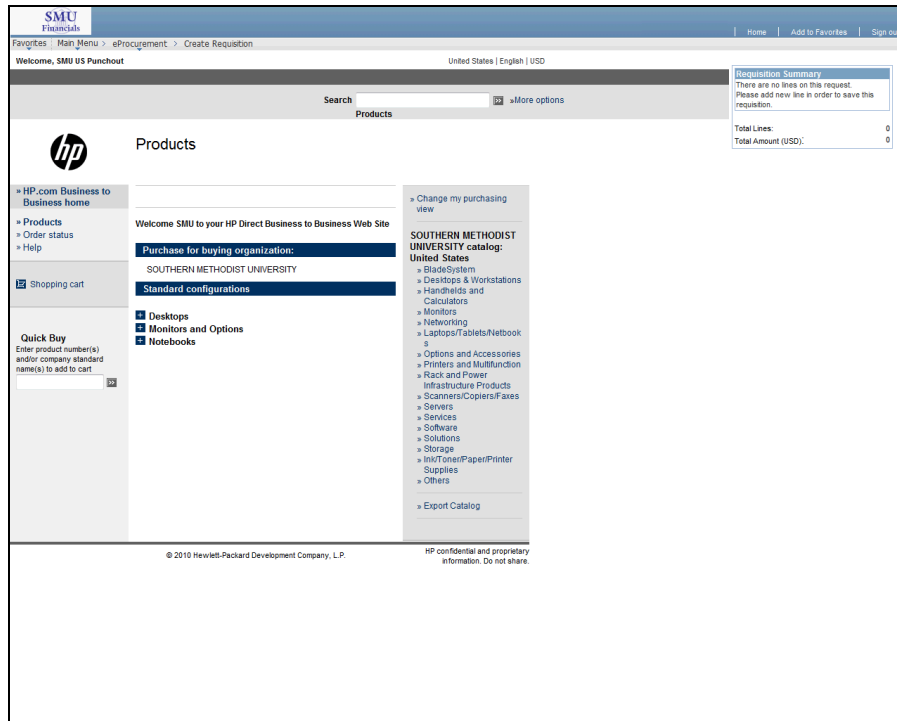 SMU
Financials
Home | Add to Favorites | Sign ou
Favorites | Main Menu > eProcurement > Create Requisition
Welcome, SMU US Punchout
United States | English | USD
Search
»More options
Products
Requisition Summary
There are no lines on this request.
Please add new line in order to save this
requisition.
Total Lines: 0
Total Amount (USD): 0
hp
Products
» HP.com Business to
Business home
» Products
» Order status
» Help
Shopping cart
Quick Buy
Enter product number(s)
and/or company standard
name(s) to add to cart
Welcome SMU to your HP Direct Business to Business Web Site
Purchase for buying organization:
SOUTHERN METHODIST UNIVERSITY
Standard configurations
Desktops
Monitors and Options
Notebooks
» Change my purchasing
view
SOUTHERN METHODIST
UNIVERSITY catalog:
United States
» BladeSystem
» Desktops & Workstations
» Handhelds and
Calculators
» Monitors
» Networking
» Laptops/Tablets/Netbook
s
» Options and Accessories
» Printers and Multifunction
» Rack and Power
Infrastructure Products
» Scanners/Copiers/Faxes
» Servers
» Services
» Software
» Solutions
» Storage
» Ink/Toner/Paper/Printer
Supplies
» Others
» Export Catalog
© 2010 Hewlett-Packard Development Company, L.P.
HP confidential and proprietary
information. Do not share.